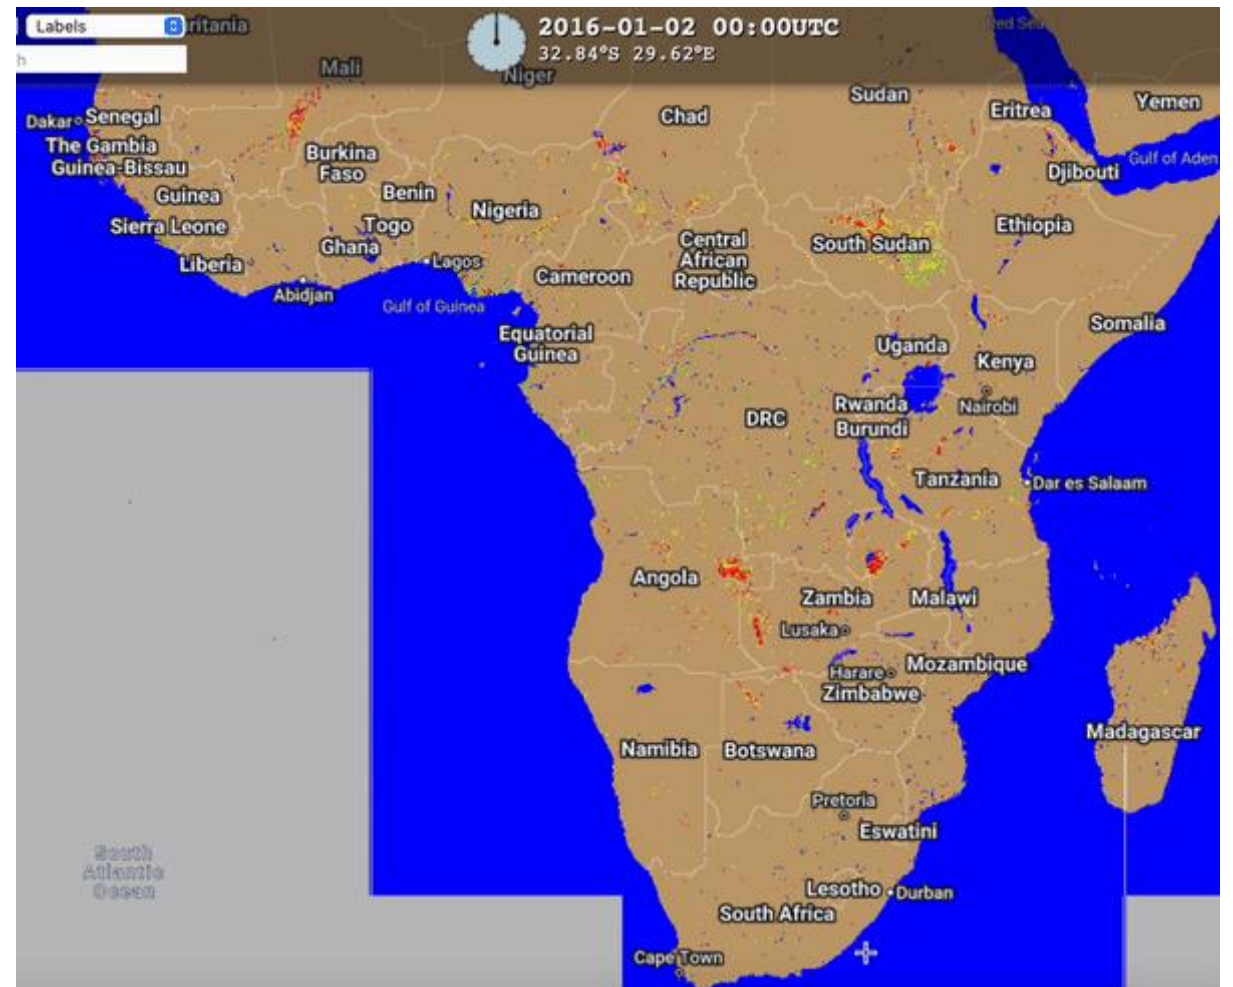 Labels
ritania
2016-01-02 00:00UTC
32.84°S 29.62°E
Red Sea
h
Mali
Niger
Sudan
Eritrea
Yemen
Dakar
Senegal
Chad
The Gambia
Guinea-Bissau
Burkina
Faso
Gulf of Aden
Djibouti
Guinea
Benin
Nigeria
Sierra Leone
Togo
Ghana
Central
African
Republic
South Sudan
Ethiopia
Liberia
Lagos
Cameroon
Abidjan
Gulf of Guinea
Equatorial
Guinea
Somalia
Uganda
Kenya
DRC
Rwanda
Burundi
Nairobi
Tanzania
Dar es Salaam
Angola
Zambia
Malawi
Lusaka
Harare
Mozambique
Zimbabwe
Namibia
Botswana
Madagascar
Pretoria
Eswatini
South
Atlantic
Ocean
Lesotho
Durban
South Africa
Cape Town